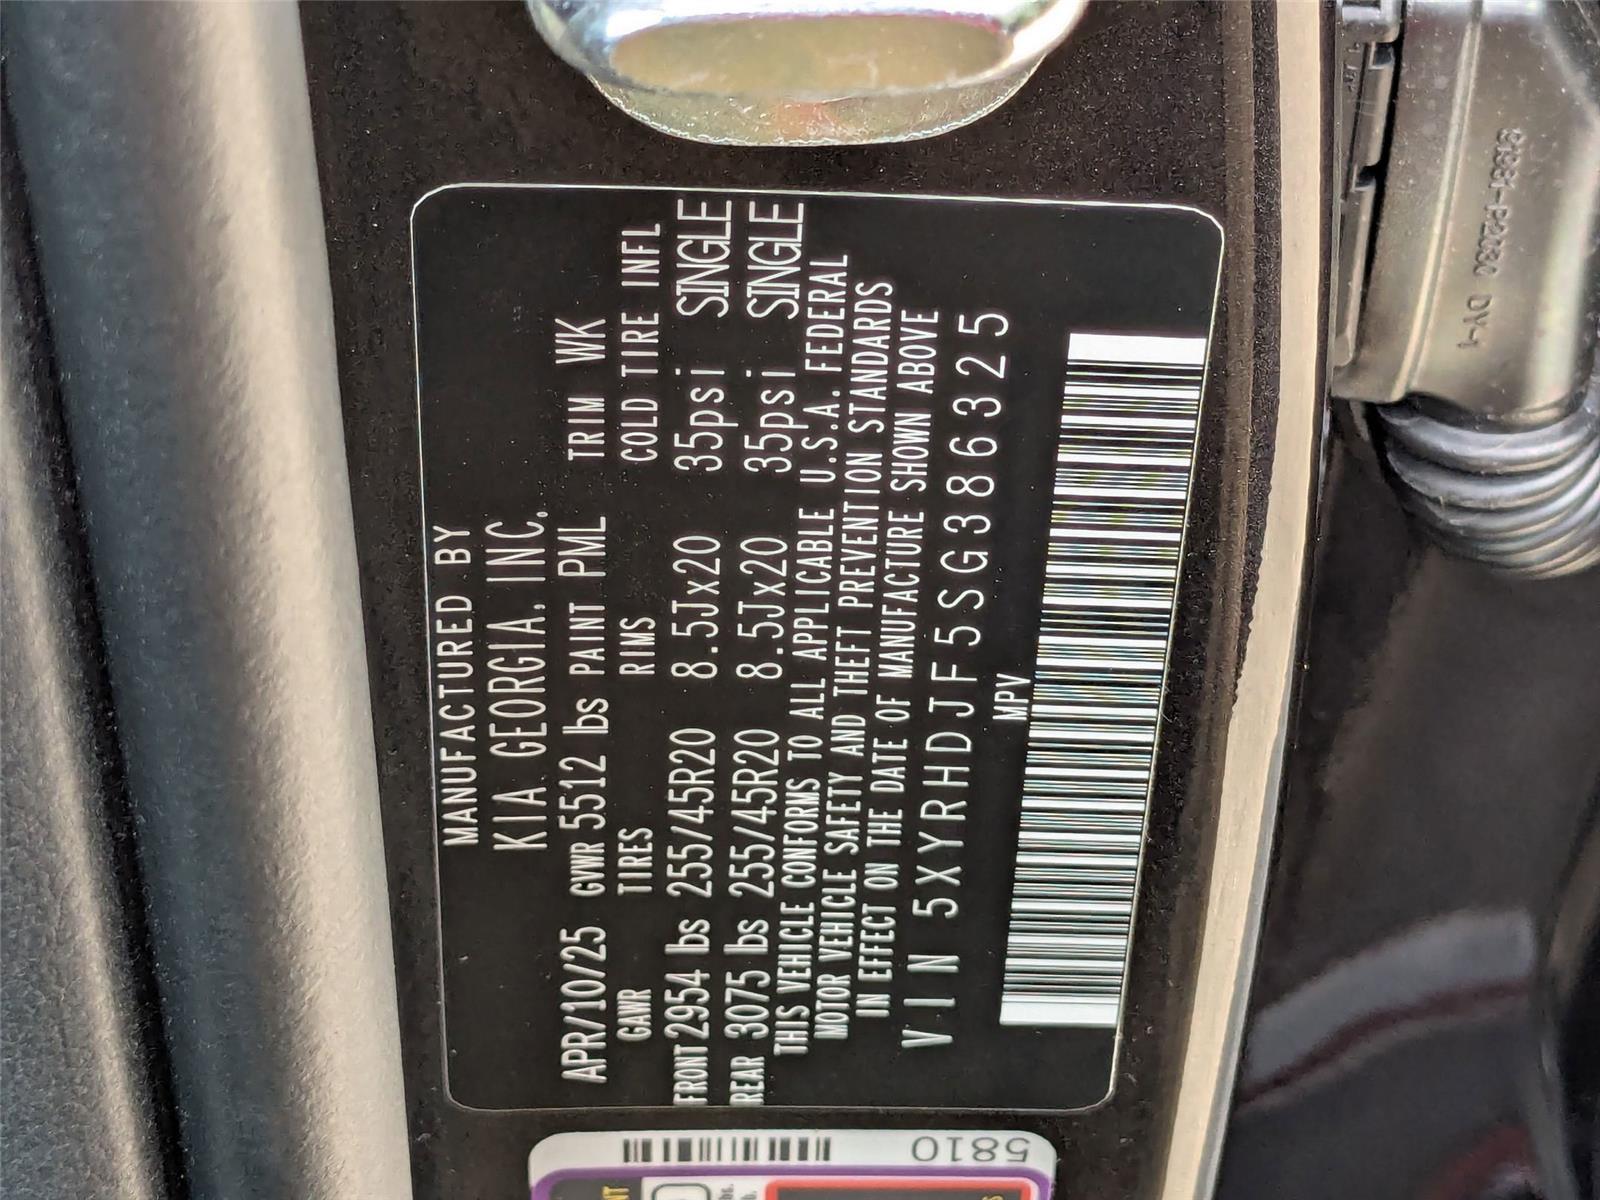 MANUFACTURED BY
KIA GEORGIA, INC.
APR/10/25 GVWR 5512 lbs PAINT PML TRIM WK
GAWR TIRES RIMS COLD TIRE INFL
FRONT 2954 lbs 255/45R20 8.5Jx20 35psi SINGLE
REAR 3075 lbs 255/45R20 8.5Jx20 35psi SINGLE
THIS VEHICLE CONFORMS TO ALL APPLICABLE U.S.A. FEDERAL
MOTOR VEHICLE SAFETY AND THEFT PREVENTION STANDARDS
IN EFFECT ON THE DATE OF MANUFACTURE SHOWN ABOVE
VIN 5XYRHDJF5SG386325
MPV
5810